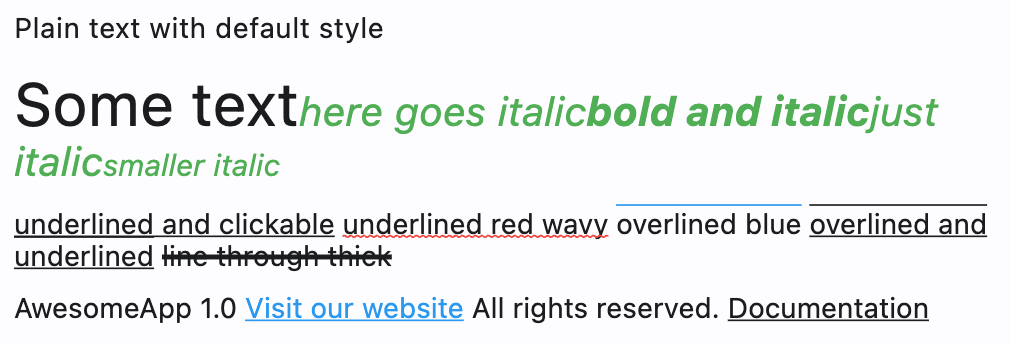 Plain text with default style
Some texthere goes italicbold and italicjust
italicsmaller italic
underlined and clickable underlined red wavy overlined blue overlined and
underlined line through thick
AwesomeApp 1.0 Visit our website All rights reserved. Documentation